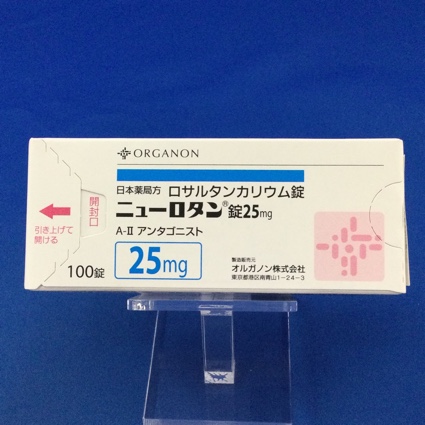 ORGANON
日本薬局方 ロサルタンカリウム錠
ニューロタン®錠25mg
A-II アンタゴニスト
25mg
100錠
開封口
引き上げて
開ける
製造販売元
オルガノン株式会社
東京都港区南青山1-24-3